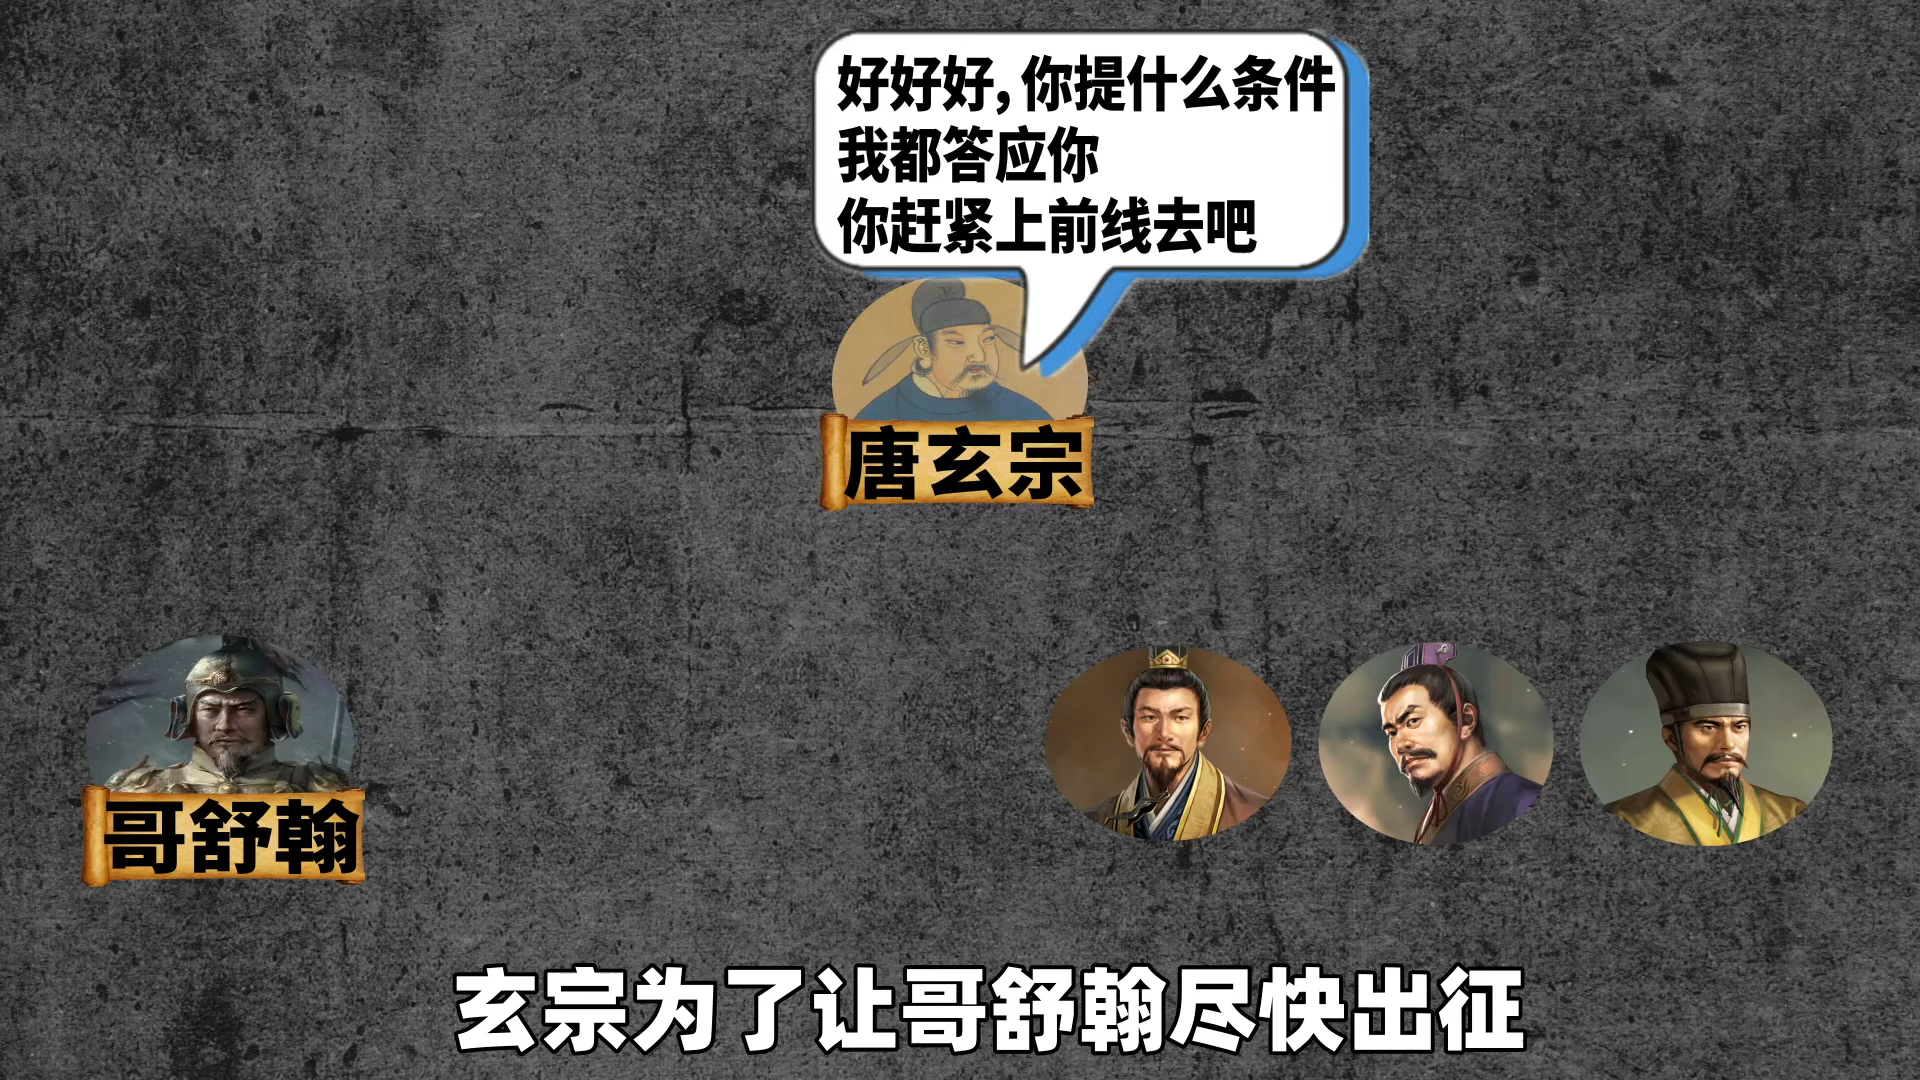 好好好，你提什么条件
我都答应你
你赶紧上前线去吧
唐玄宗
哥舒翰
玄宗为了让哥舒翰尽快出征